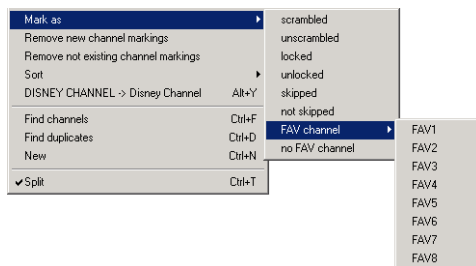 Mark as
Remove new channel markings
Remove not existing channel markings
Sort
DISNEY CHANNEL -> Disney Channel Alt+Y
Find channels Ctrl+F
Find duplicates Ctrl+D
New Ctrl+N
Split Ctrl+T
scrambled
unscrambled
locked
unlocked
skipped
not skipped
FAV channel
no FAV channel
FAV1
FAV2
FAV3
FAV4
FAV5
FAV6
FAV7
FAV8